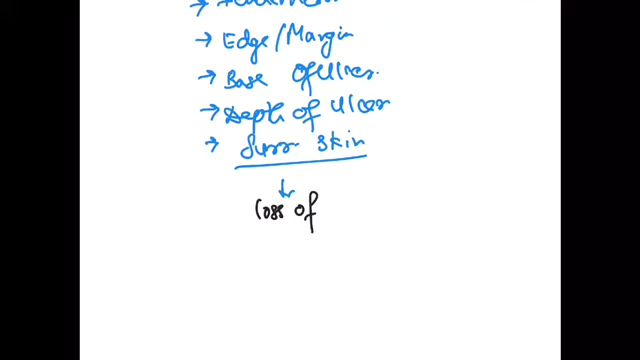 → Edge/Margin
→ Base Of Ulcer.
→ Depth of Ulcer
→ Surr Skin
↓
Loss of